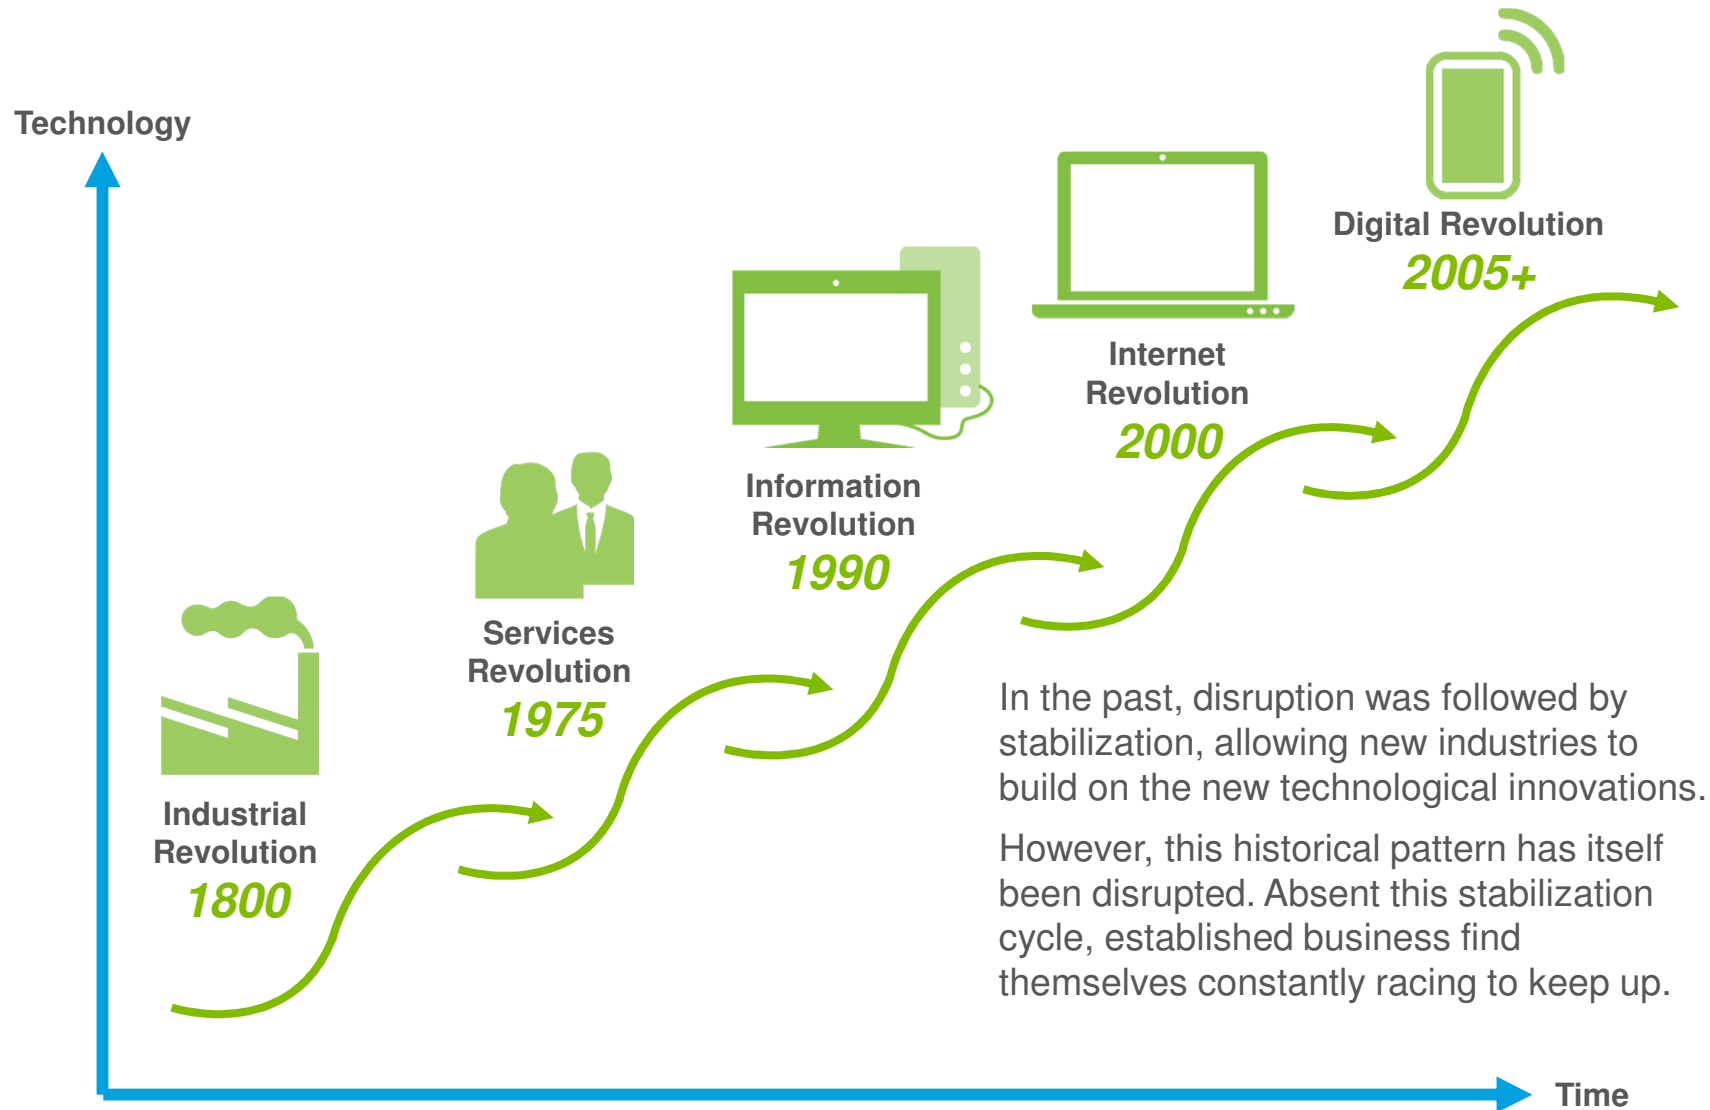 Technology
Digital Revolution
2005+
Internet
Revolution
2000
Information
Revolution
1990
Services
Revolution
1975
Industrial
Revolution
1800
In the past, disruption was followed by
stabilization, allowing new industries to
build on the new technological innovations.
However, this historical pattern has itself
been disrupted. Absent this stabilization
cycle, established business find
themselves constantly racing to keep up.
Time